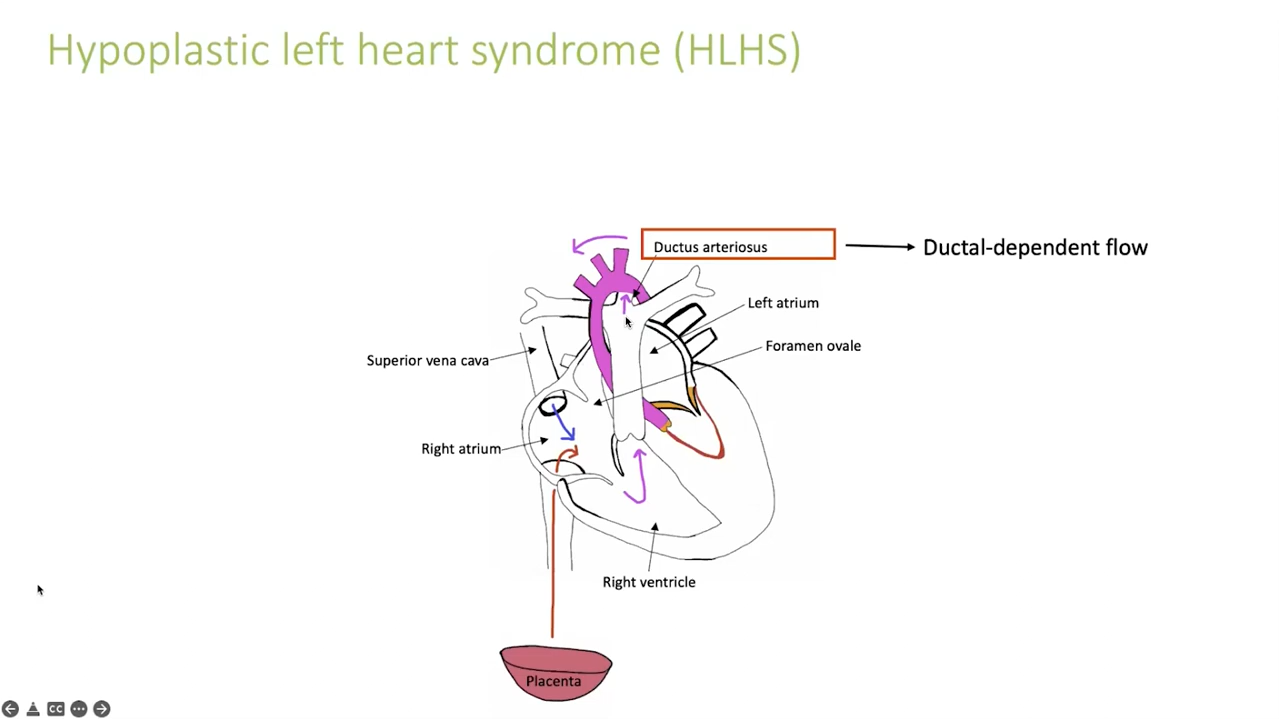 Hypoplastic left heart syndrome (HLHS)
Ductus arteriosus
Ductal-dependent flow
Left atrium
Foramen ovale
Superior vena cava
Right atrium
Right ventricle
Placenta
CC